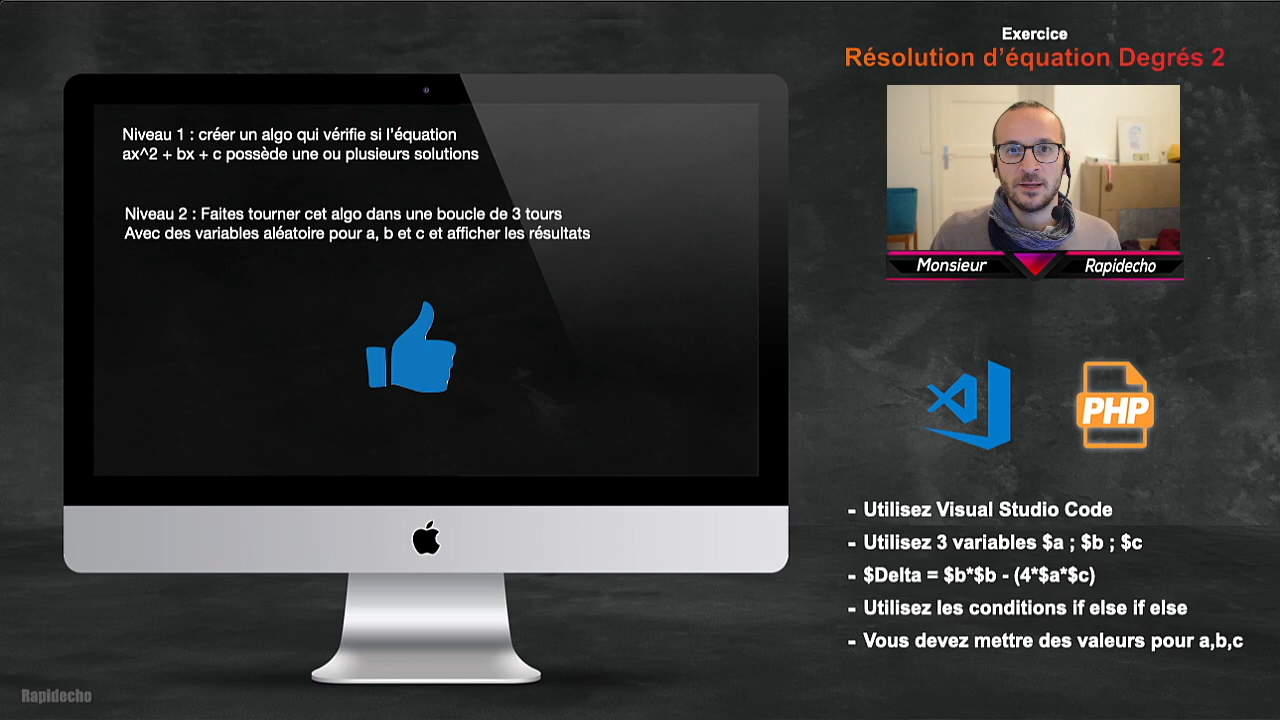 Exercice
Résolution d’équation Degrés 2
Niveau 1 : créer un algo qui vérifie si l’équation
ax^2 + bx + c possède une ou plusieurs solutions
Niveau 2 : Faites tourner cet algo dans une boucle de 3 tours
Avec des variables aléatoire pour a, b et c et afficher les résultats
Monsieur Rapidecho
PHP
- Utilisez Visual Studio Code
- Utilisez 3 variables $a ; $b ; $c
- $Delta = $b*$b - (4*$a*$c)
- Utilisez les conditions if else if else
- Vous devez mettre des valeurs pour a,b,c
Rapidecho